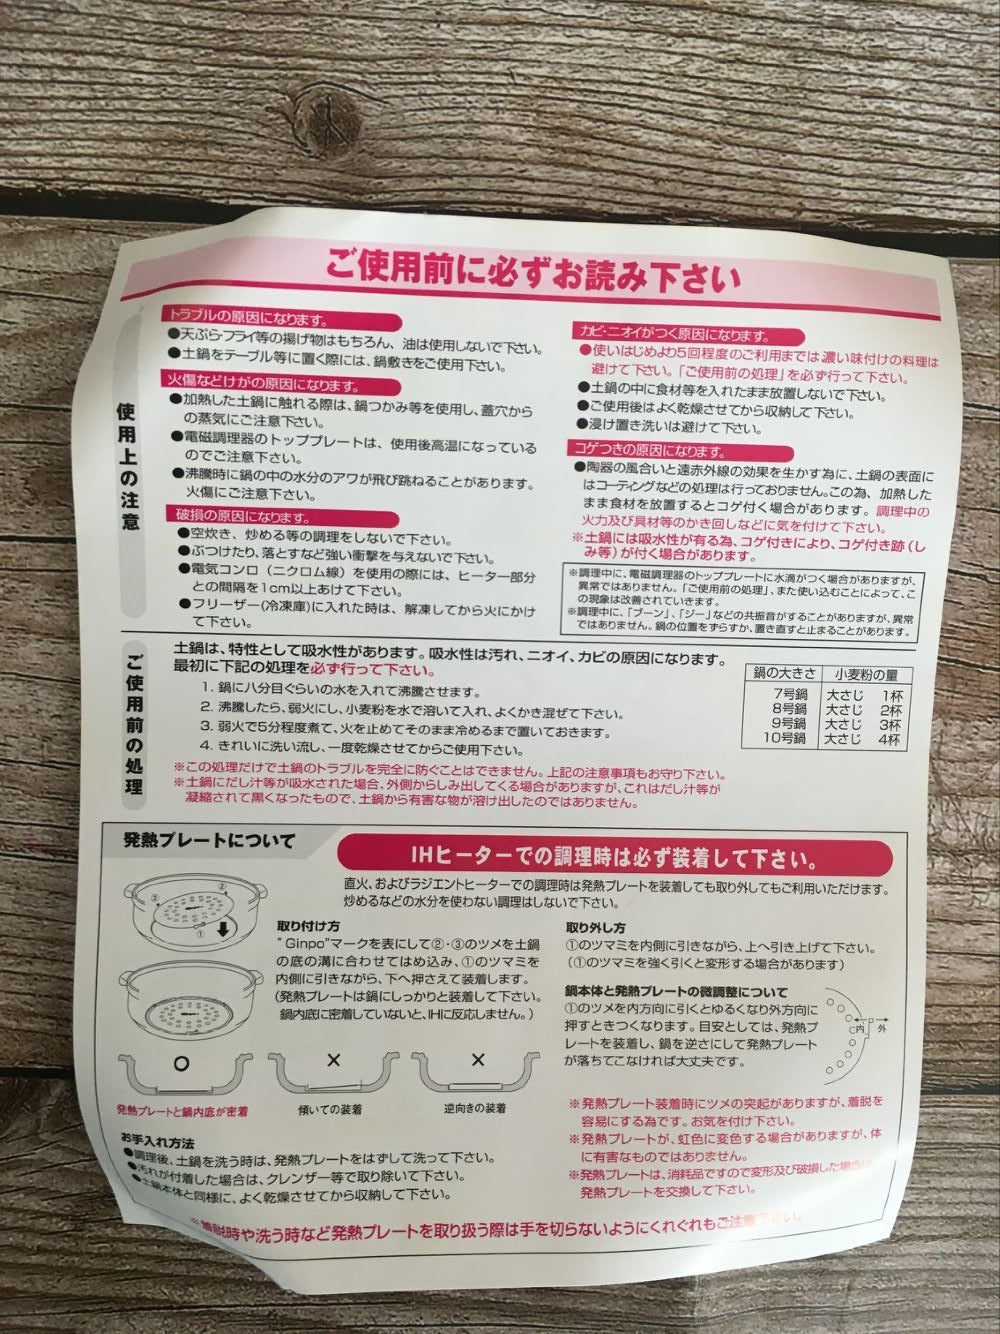 ご使用前に必ずお読み下さい
使用上の注意
トラブルの原因になります。
●天ぷら・フライ等の揚げ物はもちろん、油は使用しないで下さい。
●土鍋をテーブル等に置く際には、鍋敷きをご使用下さい。
火傷などけがの原因になります。
●加熱した土鍋に触れる際は、鍋つかみ等を使用し、蓋穴から
の蒸気にご注意下さい。
●電磁調理器のトッププレートは、使用後高温になっている
のでご注意下さい。
●沸騰時に鍋の中の水分のアワが飛び跳ねることがあります。
火傷にご注意下さい。
破損の原因になります。
●空炊き、炒める等の調理をしないで下さい。
●ぶつけたり、落とすなど強い衝撃を与えないで下さい。
●電気コンロ（ニクロム線）を使用の際には、ヒーター部分
との間隔を1cm以上あけて下さい。
●フリーザー（冷凍庫）に入れた時は、解凍してから火にかけ
て下さい。
カビ・ニオイがつく原因になります。
●使いはじめより5回程度のご利用までは濃い味付けの料理は
避けて下さい。「ご使用前の処理」を必ず行って下さい。
●土鍋の中に食材等を入れたまま放置しないで下さい。
●ご使用後はよく乾燥させてから収納して下さい。
●浸け置き洗いは避けて下さい。
コゲつきの原因になります。
●陶器の風合いと遠赤外線の効果を生かす為に、土鍋の表面に
はコーティングなどの処理は行っておりません。この為、加熱した
まま食材を放置するとコゲ付く場合があります。調理中の
火力及び具材等のかき回しなどに気を付けて下さい。
※土鍋には吸水性が有る為、コゲ付きにより、コゲ付き跡（し
み等）が付く場合があります。
※調理中に、電磁調理器のトッププレートに水滴がつく場合がありますが、
異常ではありません。「ご使用前の処理」、また使い込むことによって、こ
の現象は改善されていきます。
※調理中に、「ブーン」、「ジー」などの共振音がすることがありますが、異常
ではありません。鍋の位置をずらすか、置き直すと止まることがあります。
ご使用前の処理
土鍋は、特性として吸水性があります。吸水性は汚れ、ニオイ、カビの原因になります。
最初に下記の処理を必ず行って下さい。
1. 鍋に八分目ぐらいの水を入れて沸騰させます。
2. 沸騰したら、弱火にし、小麦粉を水で溶いて入れ、よくかき混ぜて下さい。
3. 弱火で5分程度煮て、火を止めてそのまま冷めるまで置いておきます。
4. きれいに洗い流し、一度乾燥させてからご使用下さい。
※この処理だけで土鍋のトラブルを完全に防ぐことはできません。上記の注意事項もお守り下さい。
※土鍋にだし汁等が吸水された場合、外側からしみ出してくる場合がありますが、これはだし汁等が
凝縮されて黒くなったもので、土鍋から有害な物が溶け出したのではありません。
鍋の大きさ 小麦粉の量
7号鍋 大さじ 1杯
8号鍋 大さじ 2杯
9号鍋 大さじ 3杯
10号鍋 大さじ 4杯
発熱プレートについて
IHヒーターでの調理時は必ず装着して下さい。
直火、およびラジエントヒーターでの調理時は発熱プレートを装着しても取り外してもご利用いただけます。
炒めるなどの水分を使わない調理はしないで下さい。
② ③ ①
取り付け方
"Ginpo"マークを表にして②・③のツメを土鍋
の底の溝に合わせてはめ込み、①のツマミを
内側に引きながら、下へ押さえて装着します。
（発熱プレートは鍋にしっかりと装着して下さい。
鍋内底に密着していないと、IHに反応しません。）
取り外し方
①のツマミを内側に引きながら、上へ引き上げて下さい。
（①のツマミを強く引くと変形する場合があります）
鍋本体と発熱プレートの微調整について
①のツメを内方向に引くとゆるくなり外方向に
押すときつくなります。目安としては、発熱プ
レートを装着し、鍋を逆さにして発熱プレート
が落ちてこなければ大丈夫です。
内 外
○ × ×
発熱プレートと鍋内底が密着 傾いての装着 逆向きの装着
お手入れ方法
●調理後、土鍋を洗う時は、発熱プレートをはずして洗って下さい。
●汚れが付着した場合は、クレンザー等で取り除いて下さい。
●土鍋本体と同様に、よく乾燥させてから収納して下さい。
※発熱プレート装着時にツメの突起がありますが、着脱を
容易にする為です。お気を付け下さい。
※発熱プレートが、虹色に変色する場合がありますが、体
に有害なものではありません。
※発熱プレートは、消耗品ですので変形及び破損した場合は
発熱プレートを交換して下さい。
※着脱時や洗う時など発熱プレートを取り扱う際は手を切らないようにくれぐれもご注意下さい。